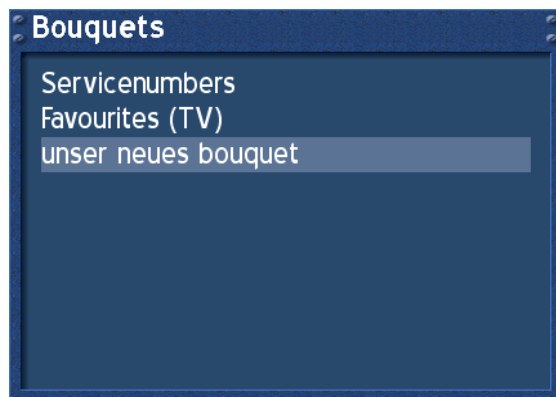 Bouquets
Servicenumbers
Favourites (TV)
unser neues bouquet